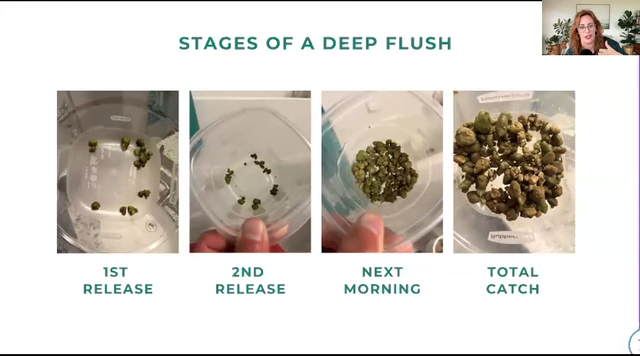 STAGES OF A DEEP FLUSH
1ST
RELEASE
2ND
RELEASE
NEXT
MORNING
TOTAL
CATCH